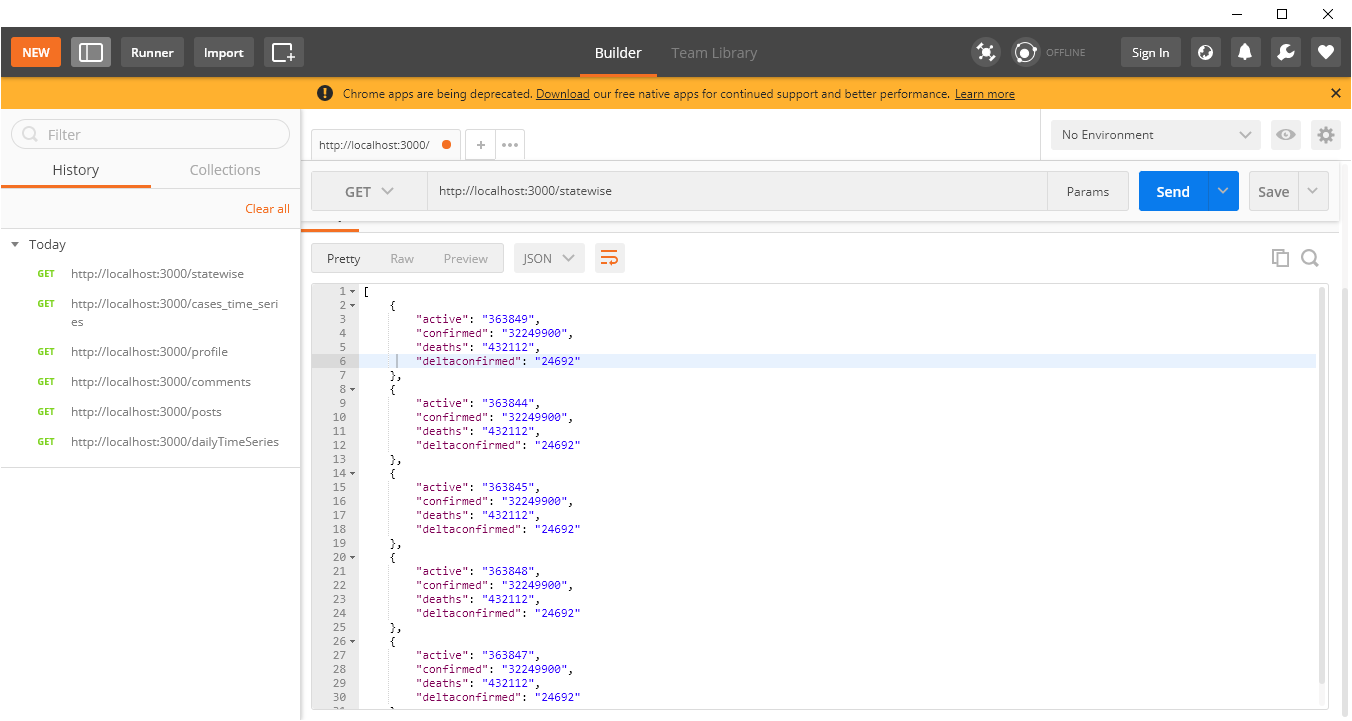 NEW Runner Import Builder Team Library OFFLINE Sign In
Chrome apps are being deprecated. Download our free native apps for continued support and better performance. Learn more
Filter
History Collections
Clear all
Today
GET http://localhost:3000/statewise
GET http://localhost:3000/cases_time_seri
es
GET http://localhost:3000/profile
GET http://localhost:3000/comments
GET http://localhost:3000/posts
GET http://localhost:3000/dailyTimeSeries
http://localhost:3000/
No Environment
GET http://localhost:3000/statewise Params Send Save
Pretty Raw Preview JSON
1 [
2 {
3 "active": "363849",
4 "confirmed": "32249900",
5 "deaths": "432112",
6 "deltaconfirmed": "24692"
7 },
8 {
9 "active": "363844",
10 "confirmed": "32249900",
11 "deaths": "432112",
12 "deltaconfirmed": "24692"
13 },
14 {
15 "active": "363845",
16 "confirmed": "32249900",
17 "deaths": "432112",
18 "deltaconfirmed": "24692"
19 },
20 {
21 "active": "363848",
22 "confirmed": "32249900",
23 "deaths": "432112",
24 "deltaconfirmed": "24692"
25 },
26 {
27 "active": "363847",
28 "confirmed": "32249900",
29 "deaths": "432112",
30 "deltaconfirmed": "24692"